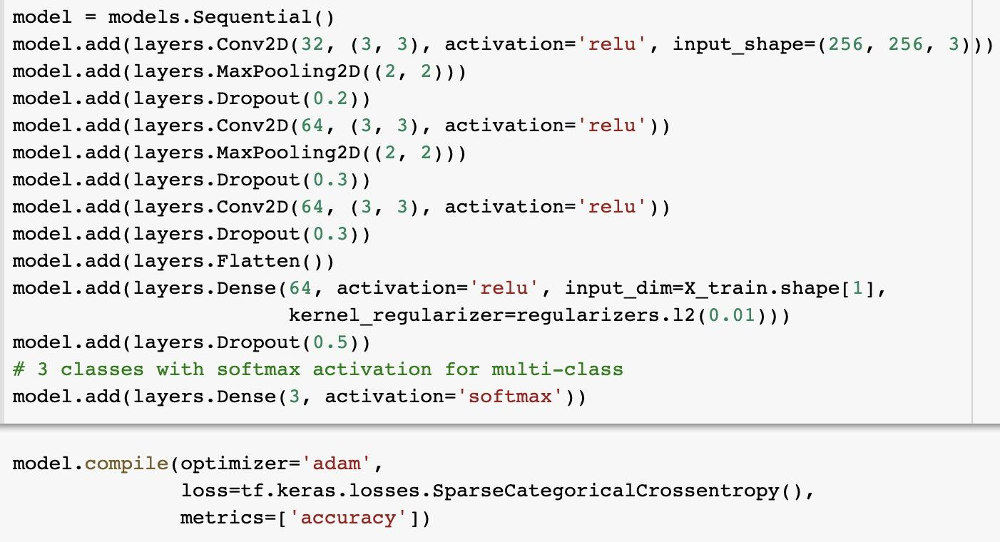 model = models.Sequential()
model.add(layers.Conv2D(32, (3, 3), activation='relu', input_shape=(256, 256, 3)))
model.add(layers.MaxPooling2D((2, 2)))
model.add(layers.Dropout(0.2))
model.add(layers.Conv2D(64, (3, 3), activation='relu'))
model.add(layers.MaxPooling2D((2, 2)))
model.add(layers.Dropout(0.3))
model.add(layers.Conv2D(64, (3, 3), activation='relu'))
model.add(layers.Dropout(0.3))
model.add(layers.Flatten())
model.add(layers.Dense(64, activation='relu', input_dim=X_train.shape[1],
                       kernel_regularizer=regularizers.l2(0.01)))
model.add(layers.Dropout(0.5))
# 3 classes with softmax activation for multi-class
model.add(layers.Dense(3, activation='softmax'))
model.compile(optimizer='adam',
              loss=tf.keras.losses.SparseCategoricalCrossentropy(),
              metrics=['accuracy'])